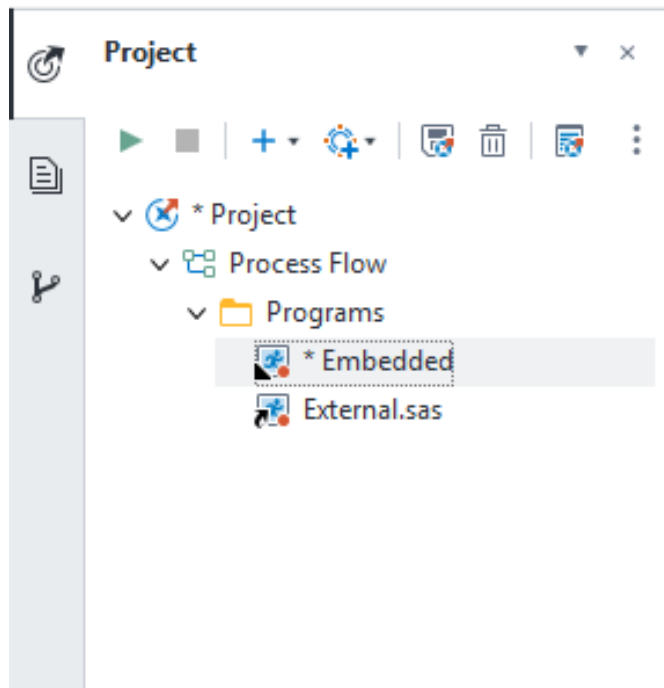 Project
* Project
Process Flow
Programs
* Embedded
External.sas